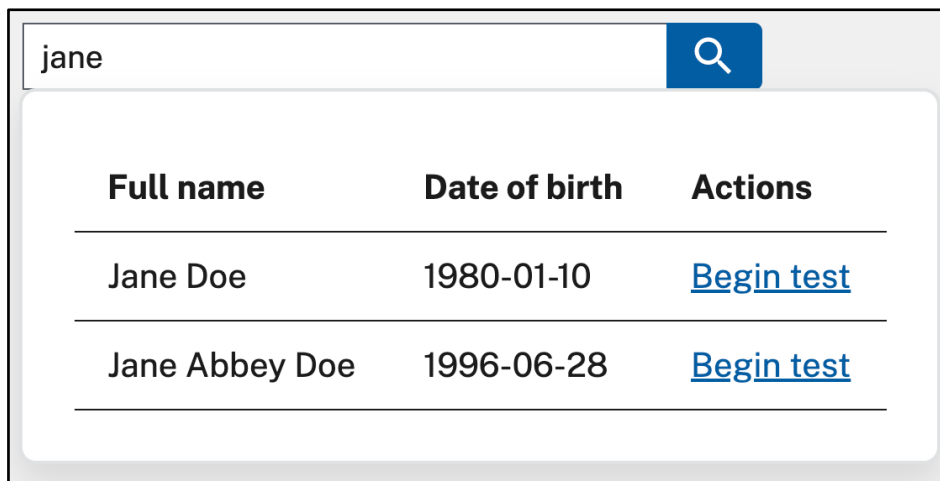 jane
Full name Date of birth Actions
Jane Doe 1980-01-10 Begin test
Jane Abbey Doe 1996-06-28 Begin test